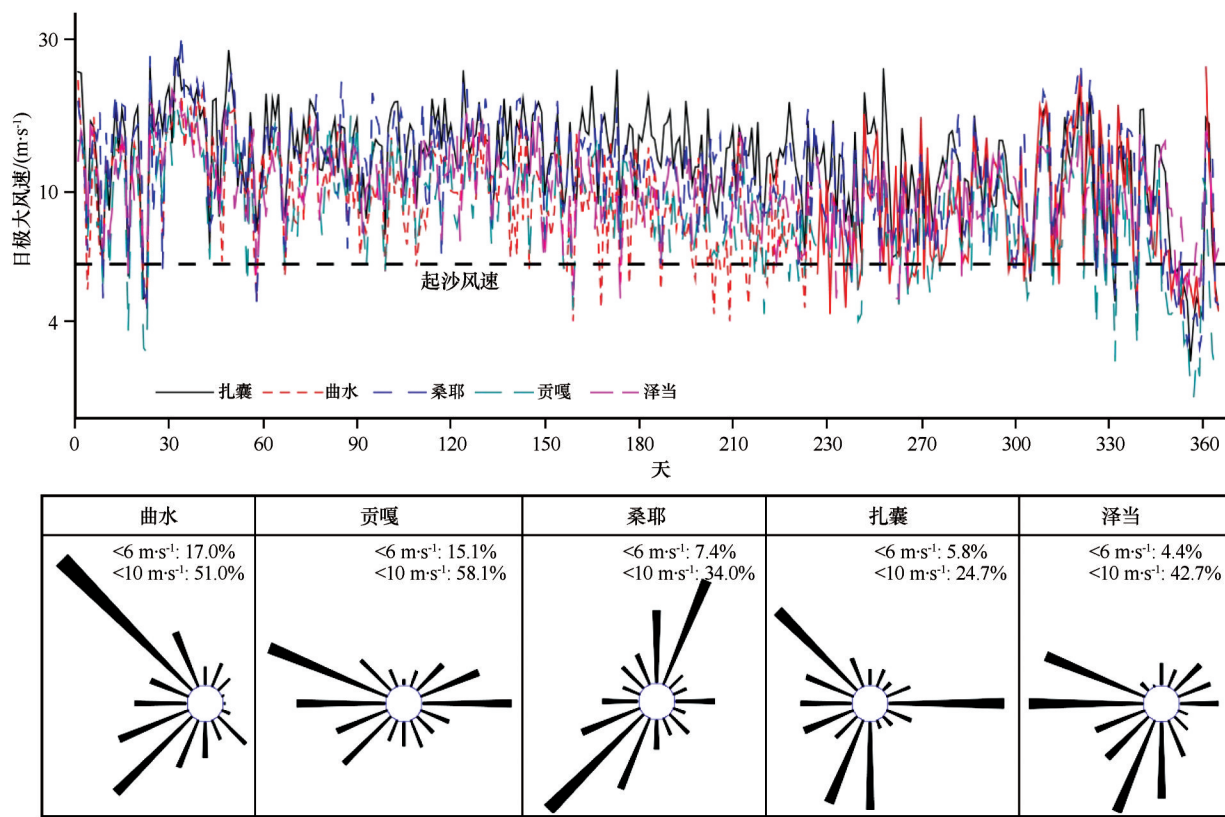 30
10
4
日极大风速/(m·s⁻¹)
起沙风速
扎囊 曲水 桑耶 贡嘎 泽当
0 30 60 90 120 150 180 210 230 270 300 330 360
天
曲水 贡嘎 桑耶 扎囊 泽当
<6 m·s⁻¹: 17.0% <6 m·s⁻¹: 15.1% <6 m·s⁻¹: 7.4% <6 m·s⁻¹: 5.8% <6 m·s⁻¹: 4.4%
<10 m·s⁻¹: 51.0% <10 m·s⁻¹: 58.1% <10 m·s⁻¹: 34.0% <10 m·s⁻¹: 24.7% <10 m·s⁻¹: 42.7%